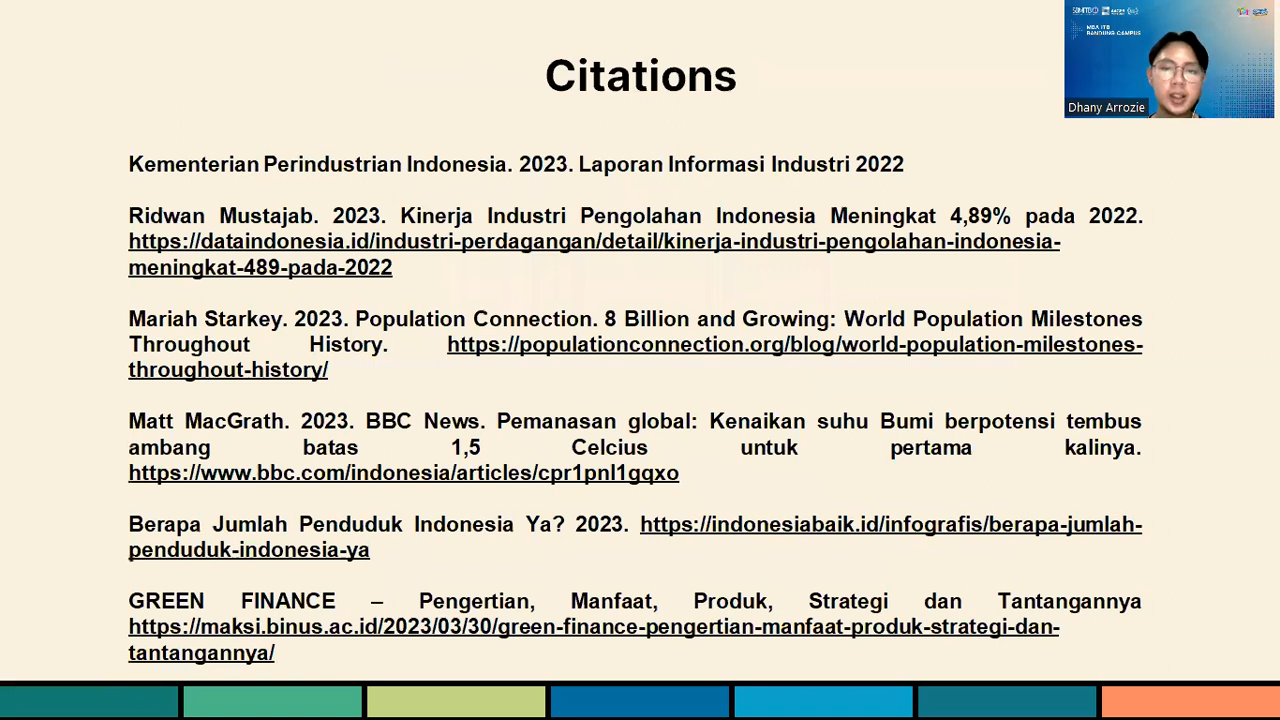 SBMITB
MBA ITB
BANDUNG CAMPUS
Dhany Arrozie
Citations
Kementerian Perindustrian Indonesia. 2023. Laporan Informasi Industri 2022
Ridwan Mustajab. 2023. Kinerja Industri Pengolahan Indonesia Meningkat 4,89% pada 2022.
https://dataindonesia.id/industri-perdagangan/detail/kinerja-industri-pengolahan-indonesia-
meningkat-489-pada-2022
Mariah Starkey. 2023. Population Connection. 8 Billion and Growing: World Population Milestones
Throughout History. https://populationconnection.org/blog/world-population-milestones-
throughout-history/
Matt MacGrath. 2023. BBC News. Pemanasan global: Kenaikan suhu Bumi berpotensi tembus
ambang batas 1,5 Celcius untuk pertama kalinya.
https://www.bbc.com/indonesia/articles/cpr1pnl1gqxo
Berapa Jumlah Penduduk Indonesia Ya? 2023. https://indonesiabaik.id/infografis/berapa-jumlah-
penduduk-indonesia-ya
GREEN FINANCE – Pengertian, Manfaat, Produk, Strategi dan Tantangannya
https://maksi.binus.ac.id/2023/03/30/green-finance-pengertian-manfaat-produk-strategi-dan-
tantangannya/